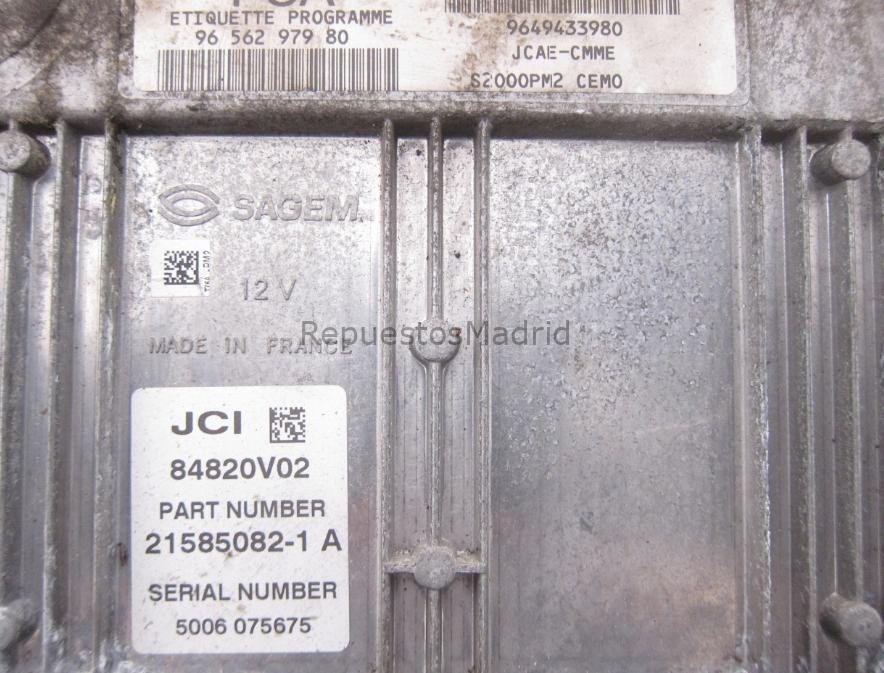 PSA
ETIQUETTE PROGRAMME
96 562 979 80
9649433980
JCAE-CMME
S2000PM2 CEMO
SAGEM
12 V
MADE IN FRANCE
RepuestosMadrid
JCI
84820V02
PART NUMBER
21585082-1 A
SERIAL NUMBER
5006 075675